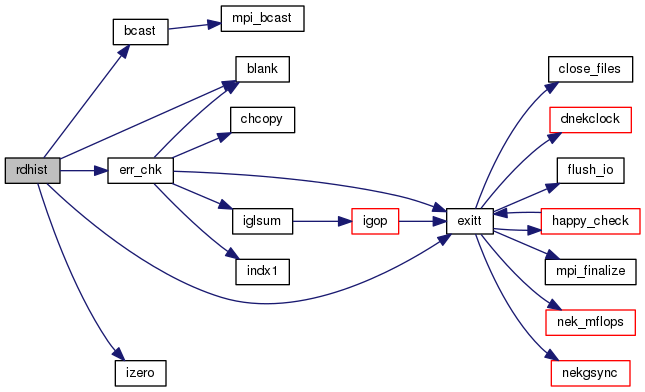 rdhist
bcast
mpi_bcast
blank
err_chk
chcopy
iglsum
indx1
izero
igop
exitt
close_files
dnekclock
flush_io
happy_check
mpi_finalize
nek_mflops
nekgsync